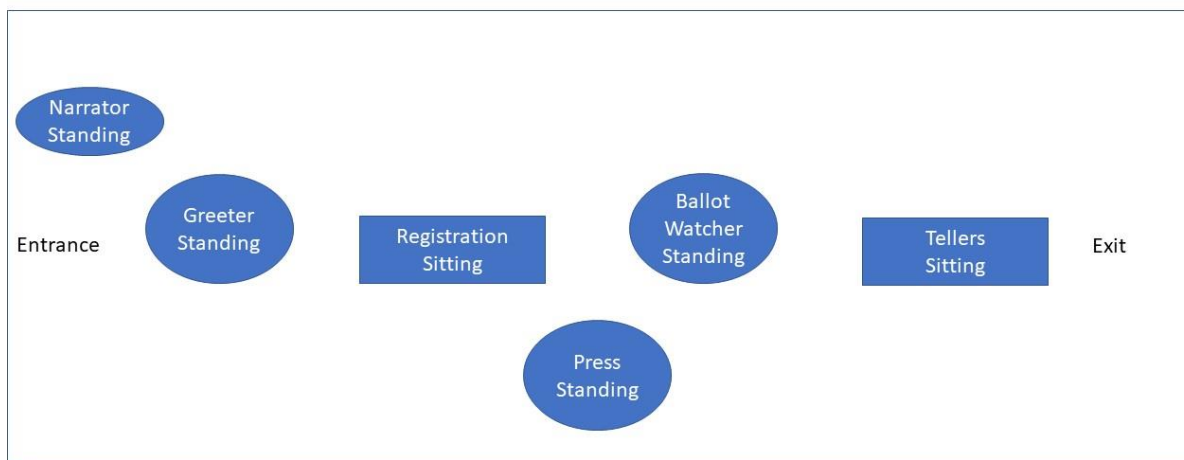 Narrator
Standing
Entrance
Greeter
Standing
Registration
Sitting
Ballot
Watcher
Standing
Tellers
Sitting
Exit
Press
Standing